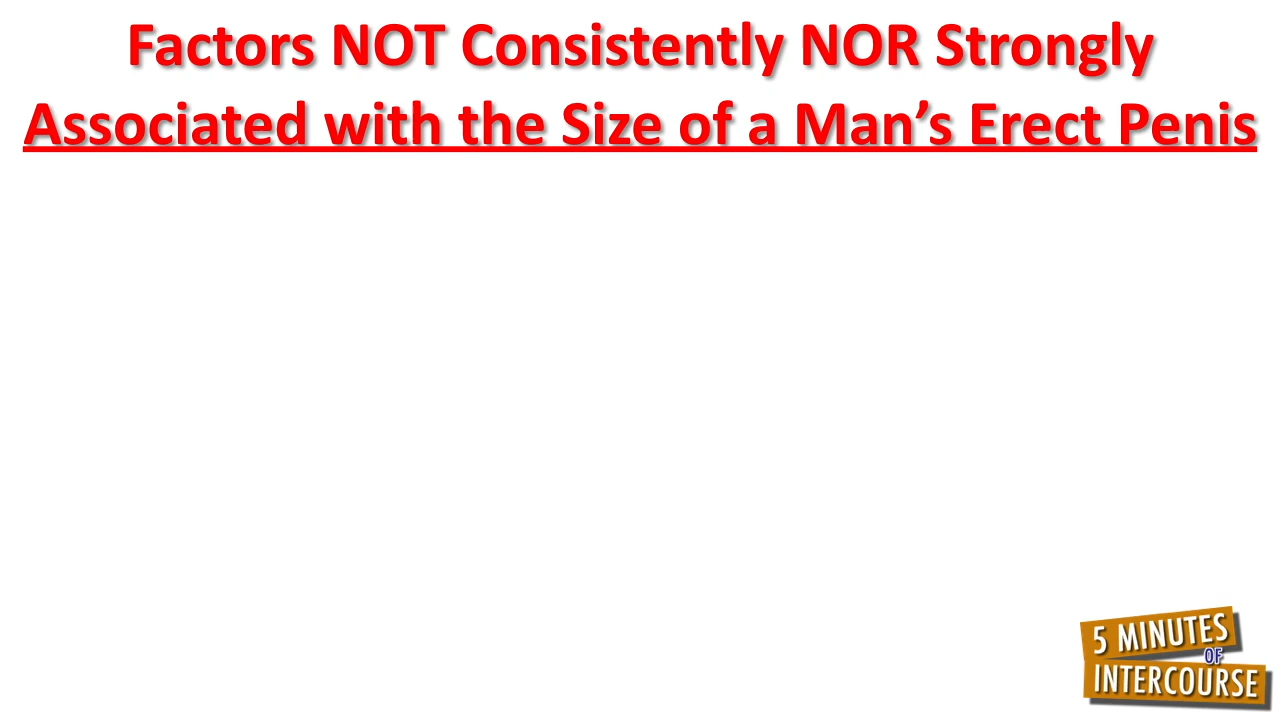 Factors NOT Consistently NOR Strongly
Associated with the Size of a Man’s Erect Penis
5 MINUTES
OF
INTERCOURSE